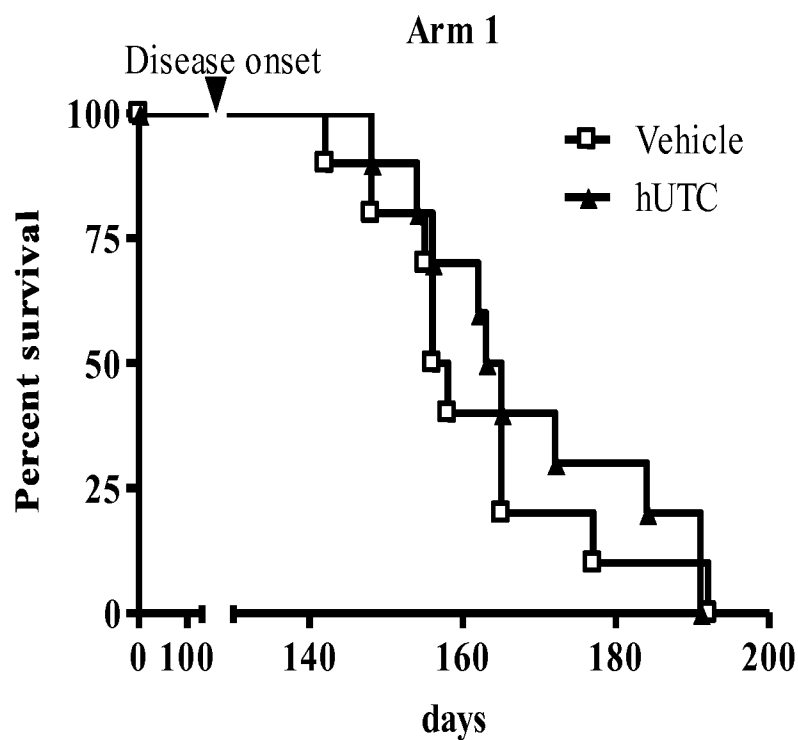 Arm 1
Disease onset
Vehicle
hUTC
Percent survival
100
75
50
25
0
0 100 140 160 180 200
days